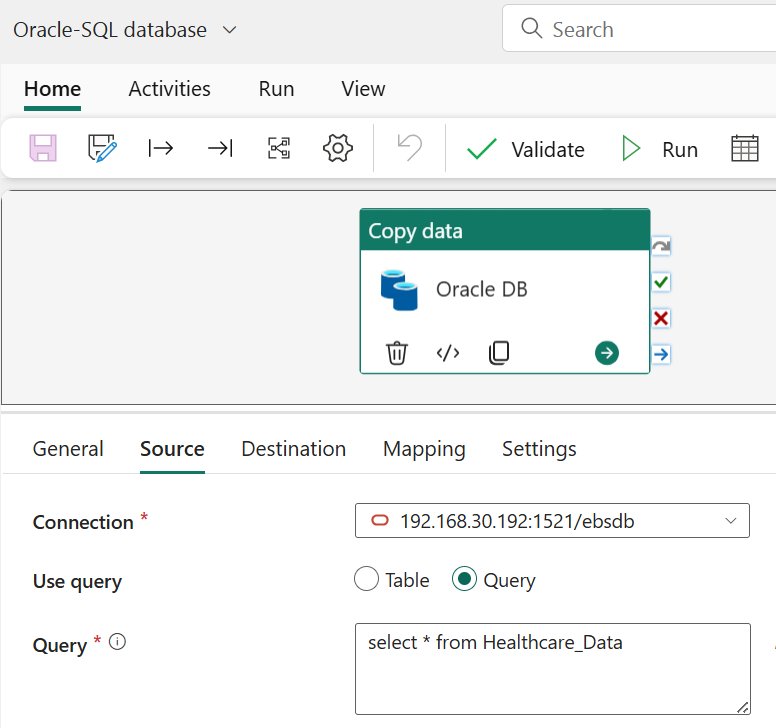 Oracle-SQL database
Search
Home Activities Run View
Validate Run
Copy data
Oracle DB
General Source Destination Mapping Settings
Connection * 192.168.30.192:1521/ebsdb
Use query Table Query
Query * select * from Healthcare_Data